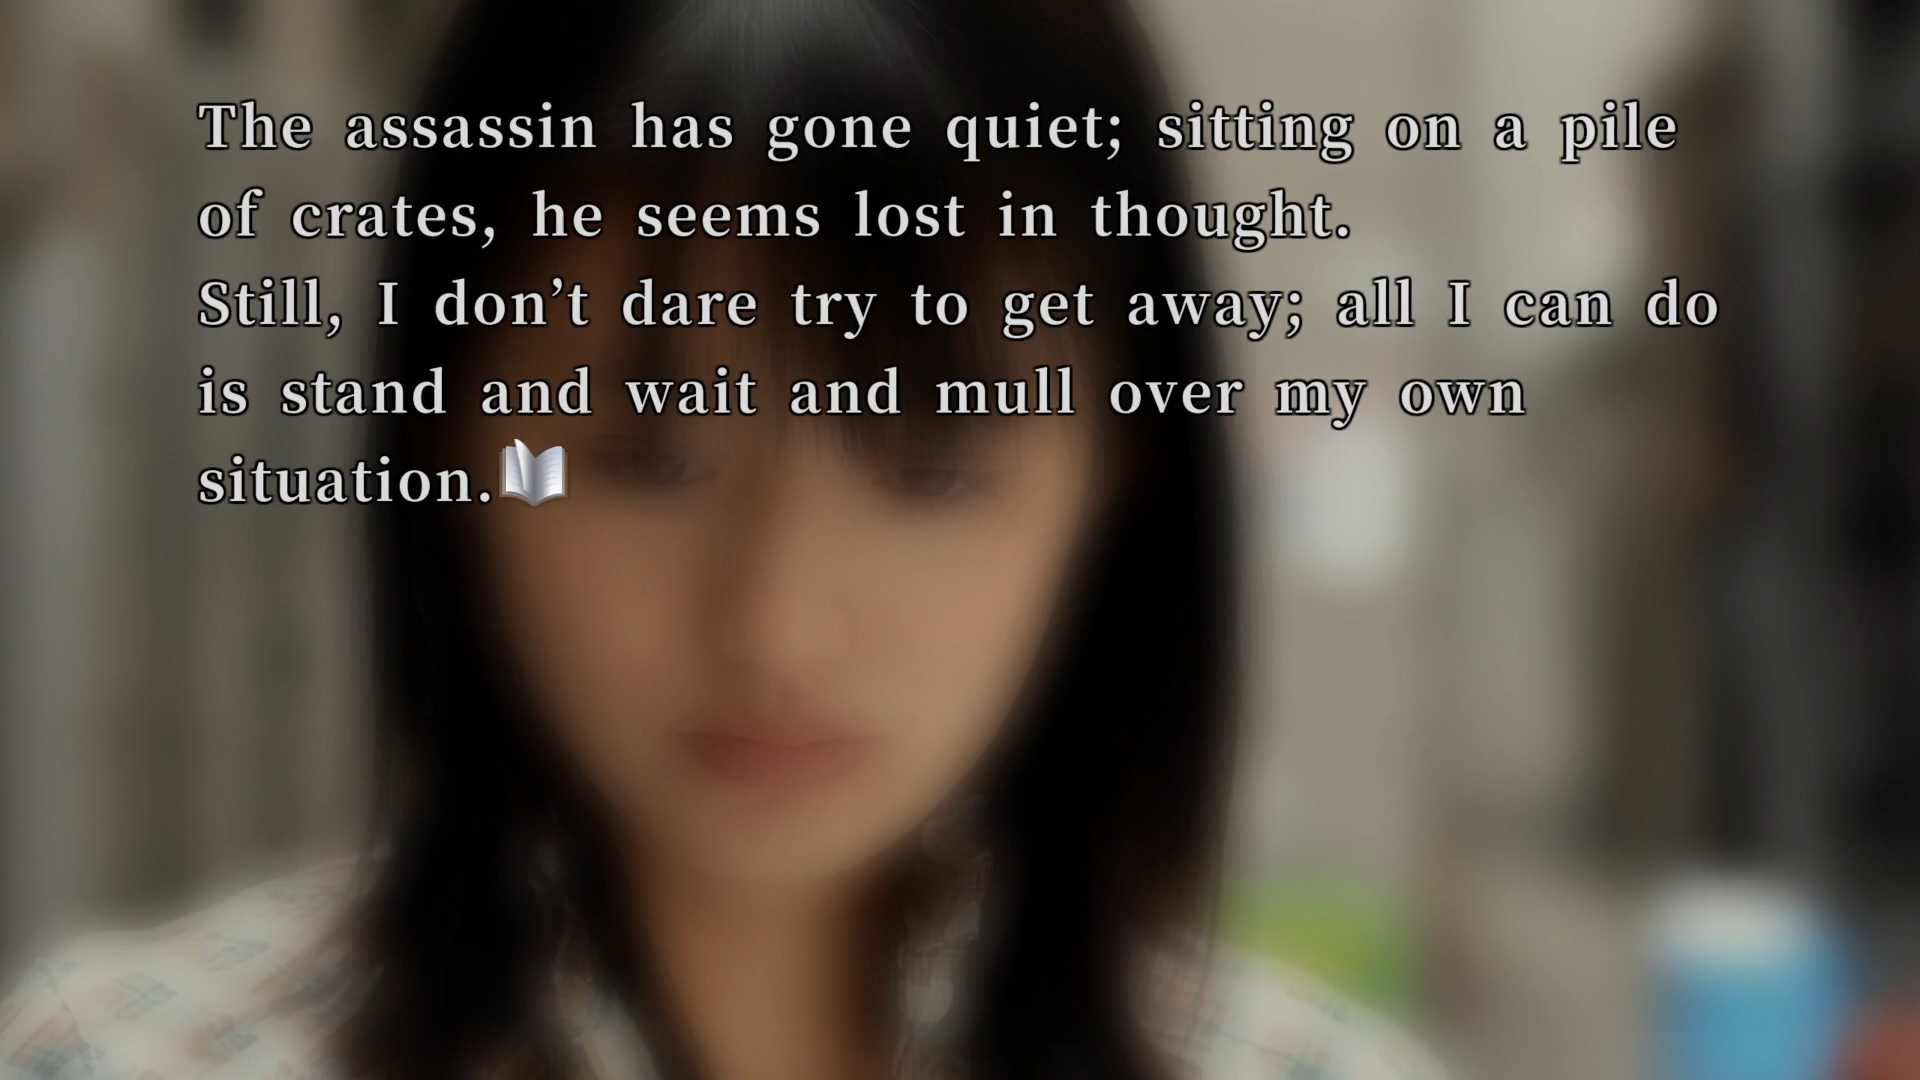 The assassin has gone quiet; sitting on a pile
of crates, he seems lost in thought.
Still, I don’t dare try to get away; all I can do
is stand and wait and mull over my own
situation.